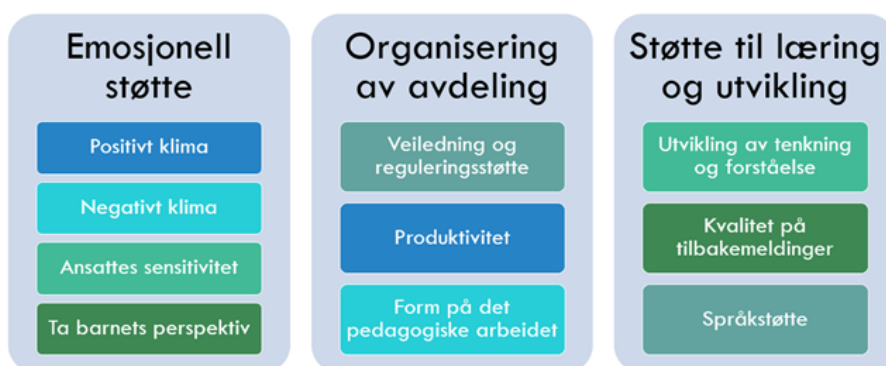 Emosjonell
støtte
Positivt klima
Negativt klima
Ansattes sensitivitet
Ta barnets perspektiv
Organisering
av avdeling
Veiledning og
reguleringsstøtte
Produktivitet
Form på det
pedagogiske arbeidet
Støtte til læring
og utvikling
Utvikling av tenkning
og forståelse
Kvalitet på
tilbakemeldinger
Språkstøtte